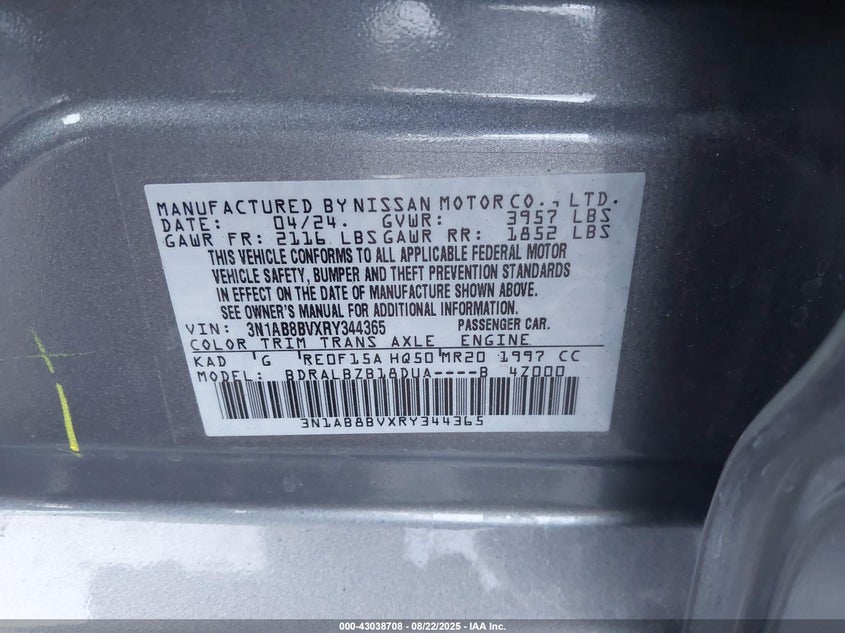 MANUFACTURED BY NISSAN MOTOR CO., LTD.
DATE: 04/24. GVWR: 3957 LBS
GAWR FR: 2116 LBS GAWR RR: 1852 LBS
THIS VEHICLE CONFORMS TO ALL APPLICABLE FEDERAL MOTOR
VEHICLE SAFETY, BUMPER AND THEFT PREVENTION STANDARDS
IN EFFECT ON THE DATE OF MANUFACTURE SHOWN ABOVE.
SEE OWNER'S MANUAL FOR ADDITIONAL INFORMATION.
VIN: 3N1AB8BVXRY344365 PASSENGER CAR.
COLOR TRIM TRANS AXLE ENGINE
KAD G RE0F15A HQ50 MR20 1997 CC
MODEL: BDRALBZB18DUA----B 4Z000
3N1AB8BVXRY344365
000-43038708 - 08/22/2025 - IAA Inc.